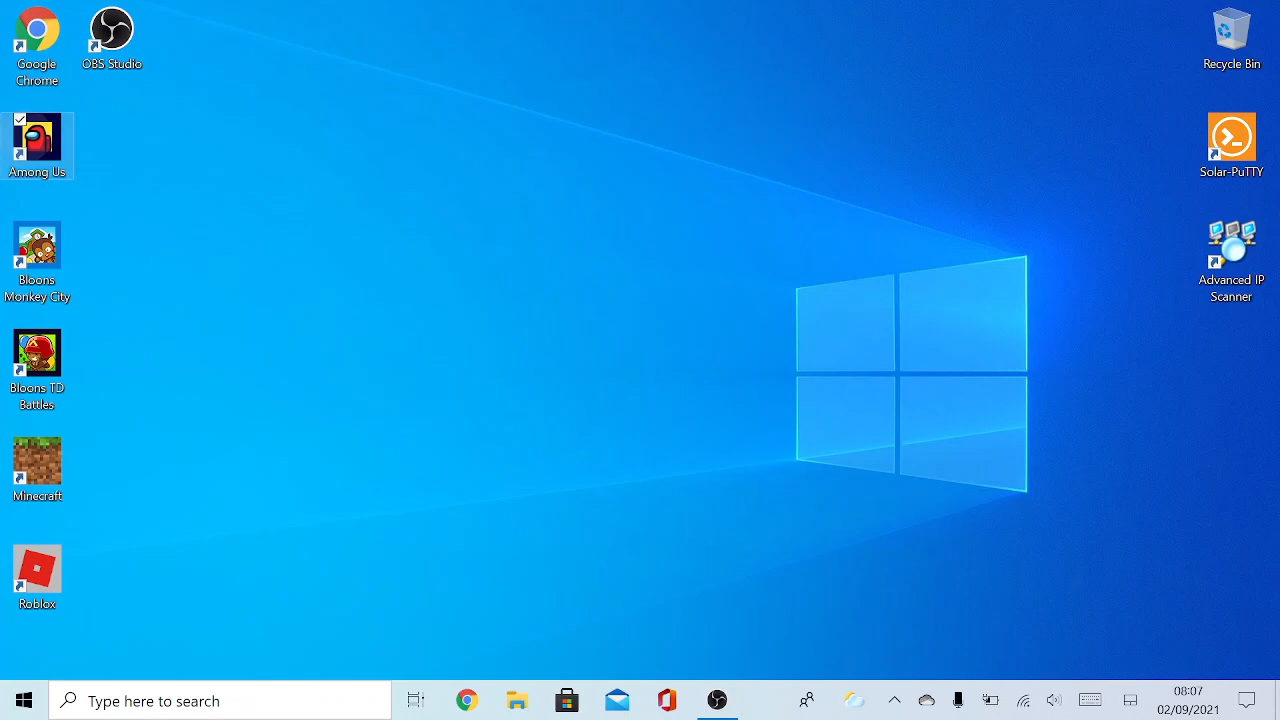 Google
Chrome
OBS Studio
Recycle Bin
Among Us
Solar-PuTTY
Bloons
Monkey City
Advanced IP
Scanner
Bloons TD
Battles
Minecraft
Roblox
Type here to search
08:07
02/09/2021